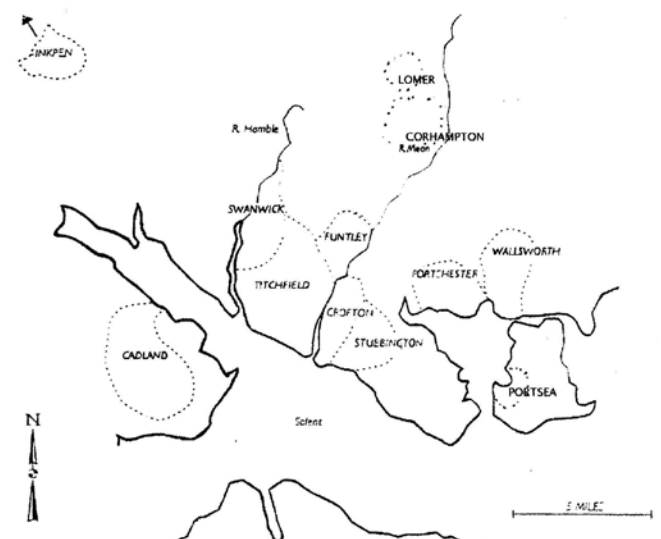 INKPEN
LOMER
R. Hamble
CORHAMPTON
R. Meon
SWANWICK
FUNTLEY
WALLSWORTH
PORTCHESTER
TITCHFIELD
CROFTON
STUBBINGTON
CADLAND
PORTSEA
Solent
N
S
5 MILES